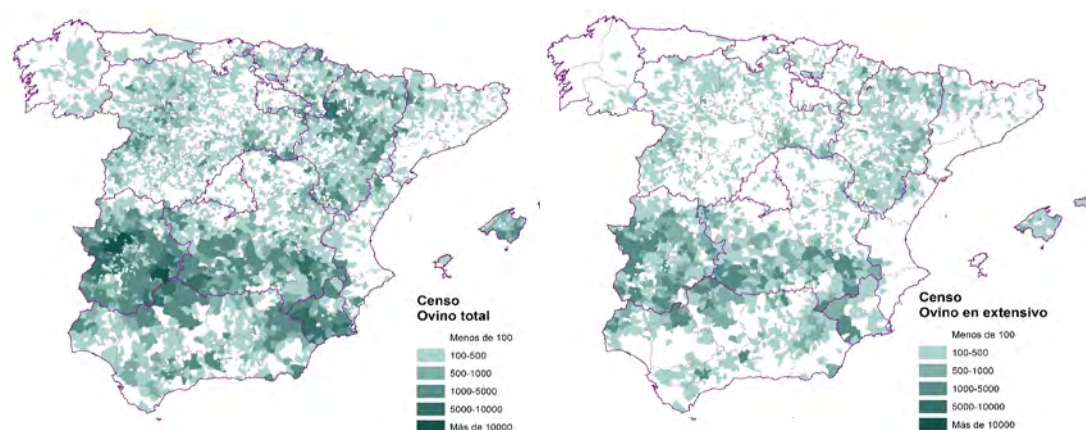 Censo
Ovino total
Menos de 100
100-500
500-1000
1000-5000
5000-10000
Más de 10000
Censo
Ovino en extensivo
Menos de 100
100-500
500-1000
1000-5000
5000-10000
Más de 10000